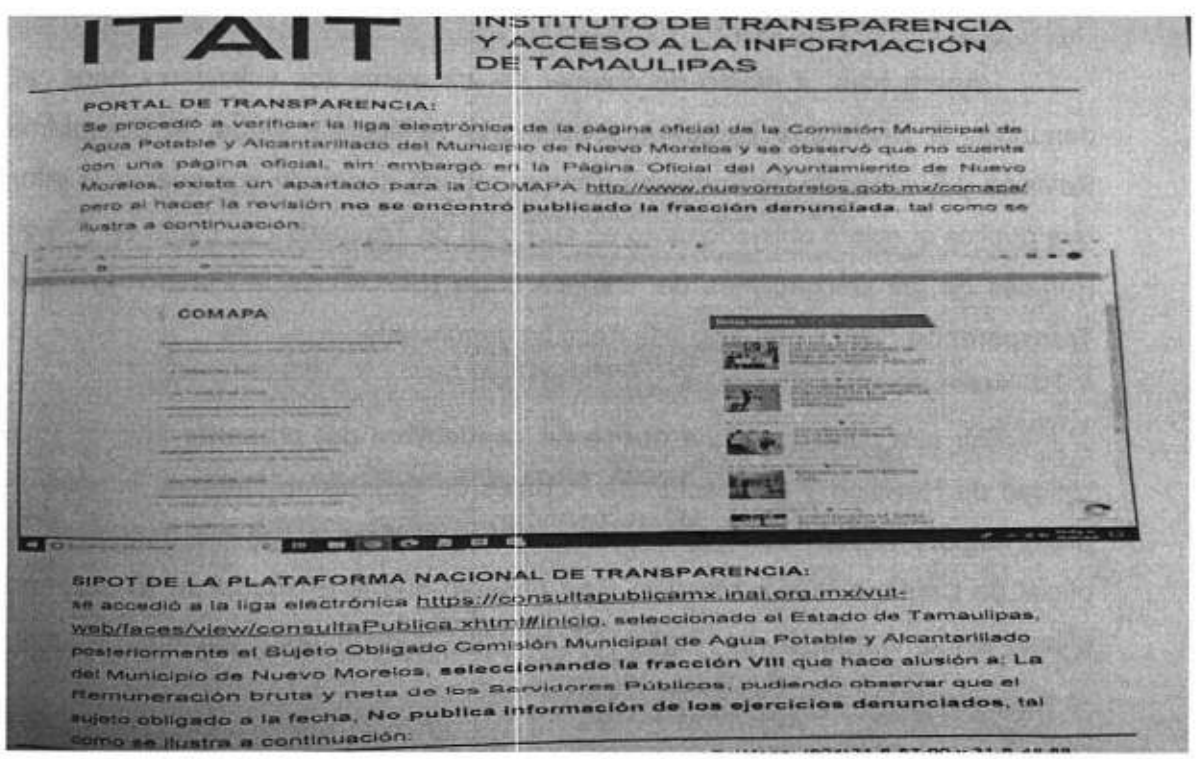 ITAIT
INSTITUTO DE TRANSPARENCIA
Y ACCESO A LA INFORMACIÓN
DE TAMAULIPAS
PORTAL DE TRANSPARENCIA:
Se procedió a verificar la liga electrónica de la página oficial de la Comisión Municipal de
Agua Potable y Alcantarillado del Municipio de Nuevo Morelos y se observó que no cuenta
con una página oficial, sin embargo en la Página Oficial del Ayuntamiento de Nuevo
Morelos, existe un apartado para la COMAPA http://www.nuevomorelos.gob.mx/comapa/
pero al hacer la revisión no se encontró publicado la fracción denunciada, tal como se
ilustra a continuación:
COMAPA
SIPOT DE LA PLATAFORMA NACIONAL DE TRANSPARENCIA:
se accedió a la liga electrónica https://consultapublicamx.inai.org.mx/vut-
web/faces/view/consultaPublica.xhtml#inicio, seleccionado el Estado de Tamaulipas,
posteriormente el Sujeto Obligado Comisión Municipal de Agua Potable y Alcantarillado
del Municipio de Nuevo Morelos, seleccionando la fracción VIII que hace alusión a; La
Remuneración bruta y neta de los Servidores Públicos, pudiendo observar que el
sujeto obligado a la fecha, No publica información de los ejercicios denunciados, tal
como se ilustra a continuación: